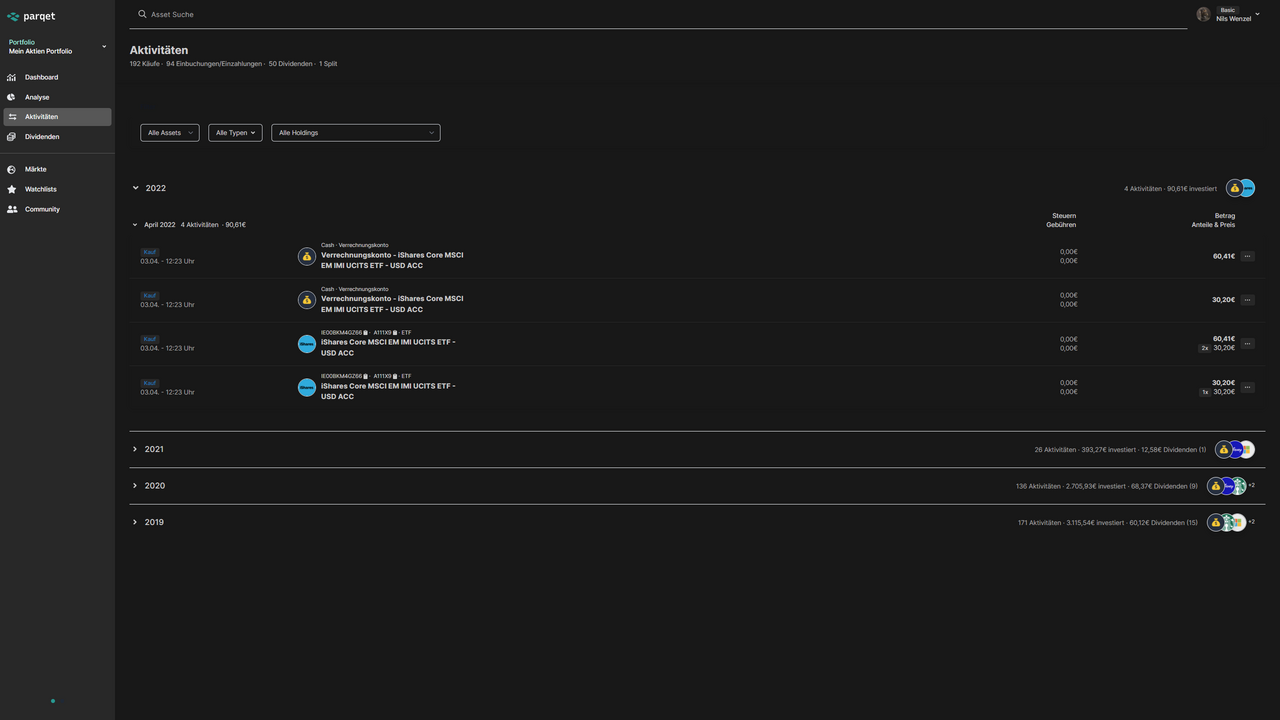 parqet
Asset Suche
Basic
Nils Wenzel
Portfolio
Mein Aktien Portfolio
Dashboard
Analyse
Aktivitäten
Dividenden
Märkte
Watchlists
Community
Aktivitäten
192 Käufe · 94 Einbuchungen/Einzahlungen · 50 Dividenden · 1 Split
Alle Assets
Alle Typen
Alle Holdings
2022
4 Aktivitäten · 90,61€ investiert
April 2022 4 Aktivitäten · 90,61€
Steuern
Gebühren
Betrag
Anteile & Preis
Kauf
03.04. - 12:23 Uhr
Cash · Verrechnungskonto
Verrechnungskonto - iShares Core MSCI
EM IMI UCITS ETF - USD ACC
0,00€
0,00€
60,41€
Kauf
03.04. - 12:23 Uhr
Cash · Verrechnungskonto
Verrechnungskonto - iShares Core MSCI
EM IMI UCITS ETF - USD ACC
0,00€
0,00€
30,20€
Kauf
03.04. - 12:23 Uhr
IE00BKM4GZ66 · A111X9 · ETF
iShares Core MSCI EM IMI UCITS ETF -
USD ACC
0,00€
0,00€
60,41€
2x 30,20€
Kauf
03.04. - 12:23 Uhr
IE00BKM4GZ66 · A111X9 · ETF
iShares Core MSCI EM IMI UCITS ETF -
USD ACC
0,00€
0,00€
30,20€
1x 30,20€
2021
26 Aktivitäten · 393,27€ investiert · 12,58€ Dividenden (1)
2020
136 Aktivitäten · 2.705,93€ investiert · 68,37€ Dividenden (9)
+2
2019
171 Aktivitäten · 3.115,54€ investiert · 60,12€ Dividenden (15)
+2